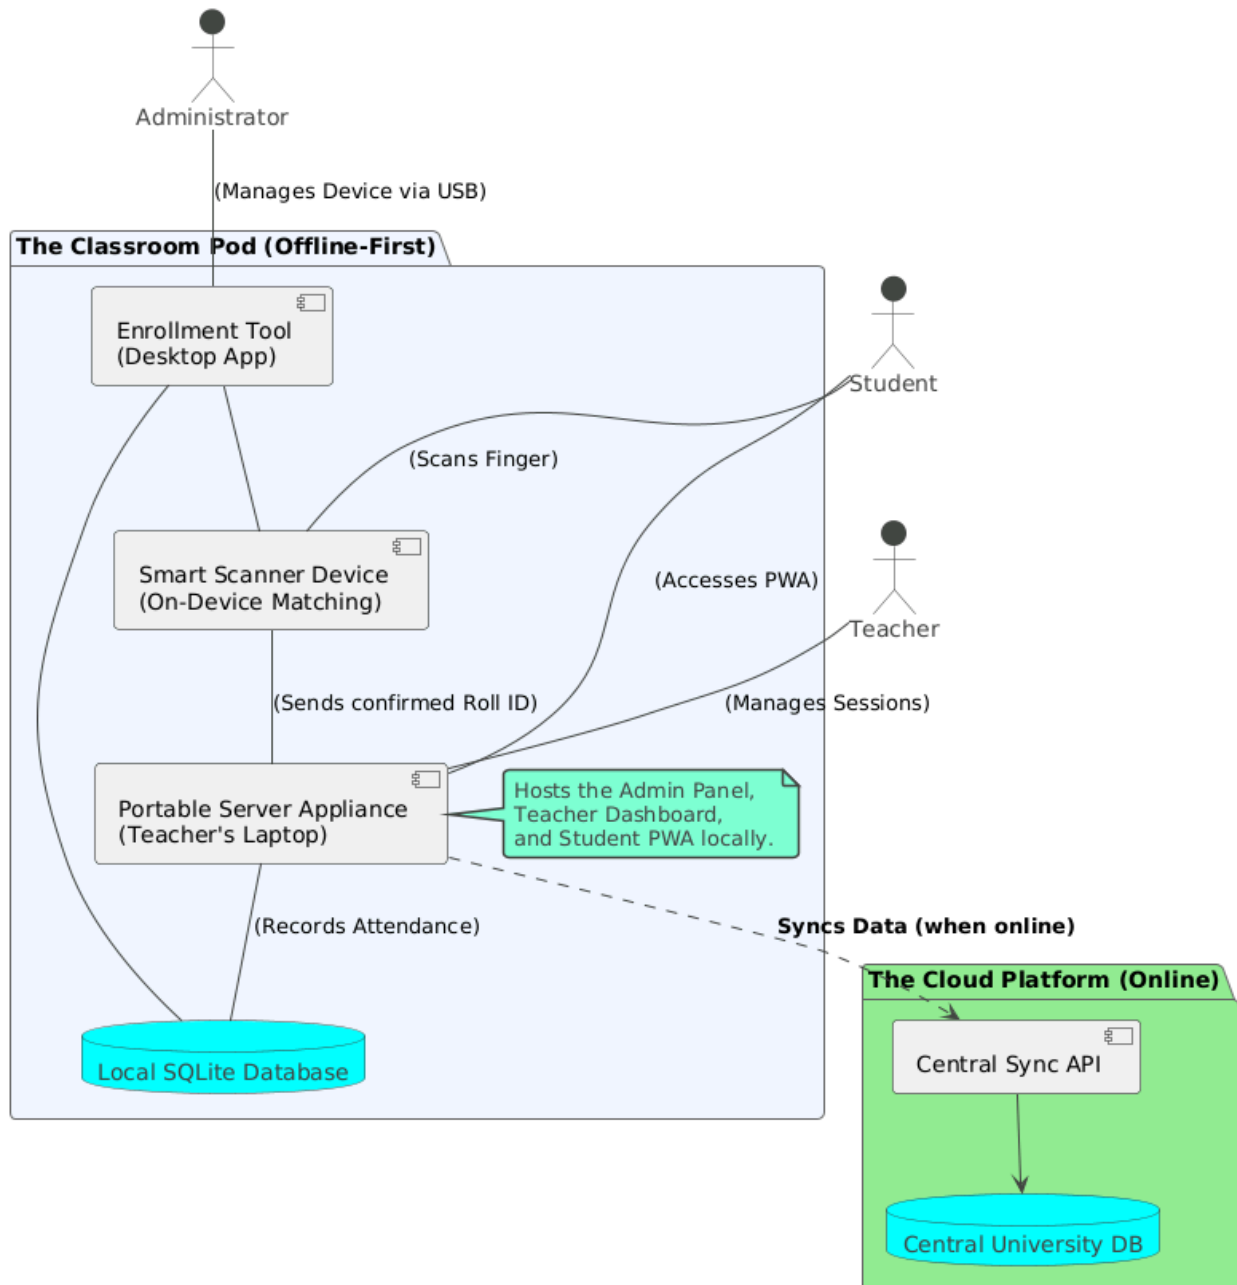 Administrator
(Manages Device via USB)
The Classroom Pod (Offline-First)
Enrollment Tool
(Desktop App)
Student
(Scans Finger)
Smart Scanner Device
(On-Device Matching)
(Accesses PWA)
Teacher
(Sends confirmed Roll ID)
(Manages Sessions)
Portable Server Appliance
(Teacher's Laptop)
Hosts the Admin Panel,
Teacher Dashboard,
and Student PWA locally.
(Records Attendance)
Syncs Data (when online)
The Cloud Platform (Online)
Central Sync API
Local SQLite Database
Central University DB